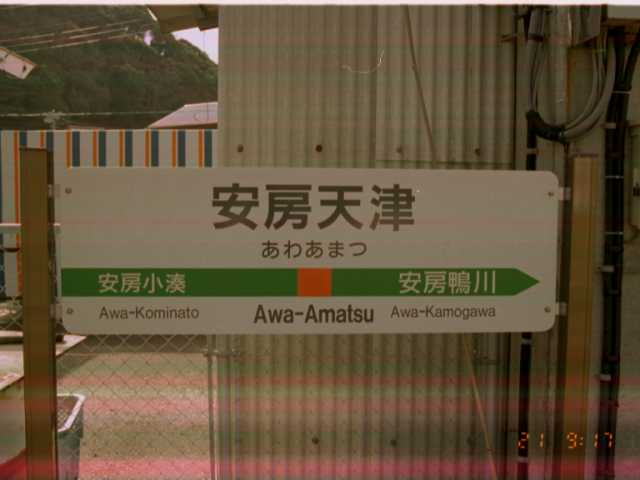 安房天津
あわあまつ
安房小湊 安房鴨川
Awa-Kominato Awa-Amatsu Awa-Kamogawa
21 9:17